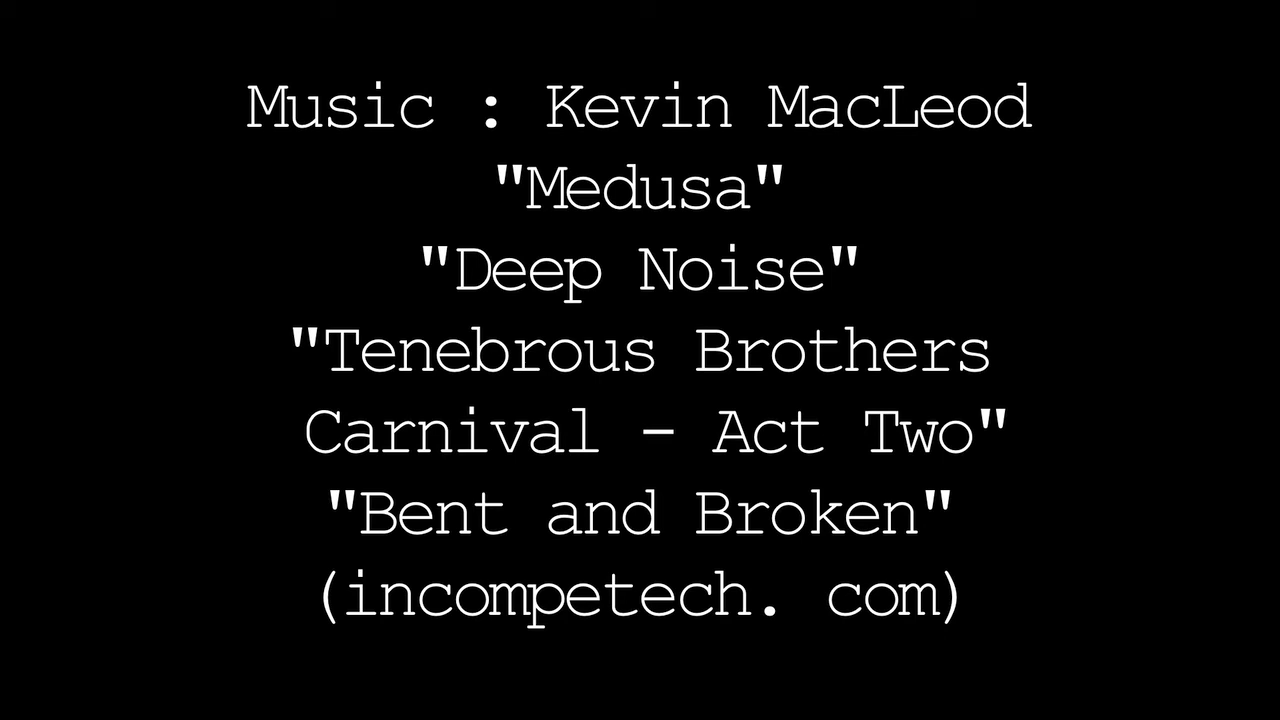 Music : Kevin MacLeod
"Medusa"
"Deep Noise"
"Tenebrous Brothers
Carnival - Act Two"
"Bent and Broken"
(incompetech. com)